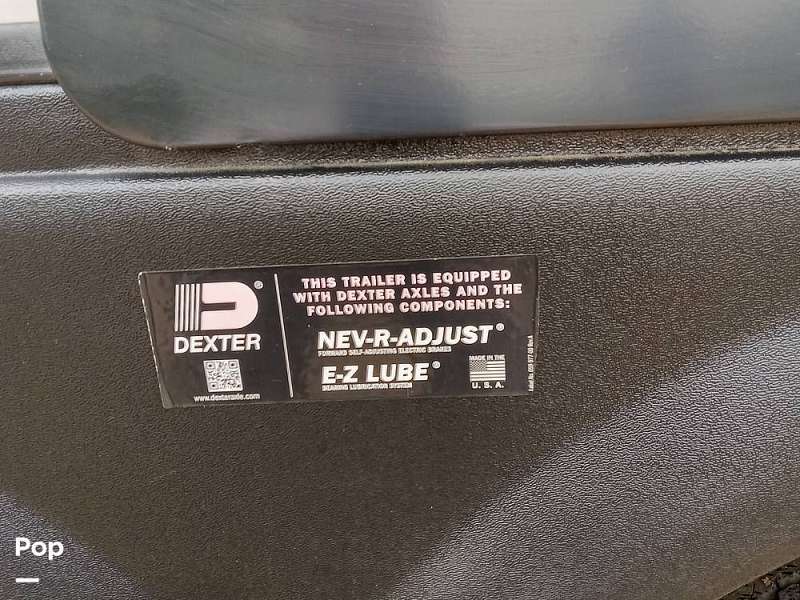 THIS TRAILER IS EQUIPPED
WITH DEXTER AXLES AND THE
FOLLOWING COMPONENTS:
DEXTER®
www.dexteraxle.com
NEV-R-ADJUST®
FORWARD SELF-ADJUSTING ELECTRIC BRAKES
E-Z LUBE®
BEARING LUBRICATION SYSTEM
MADE IN THE
U.S.A.
Pop